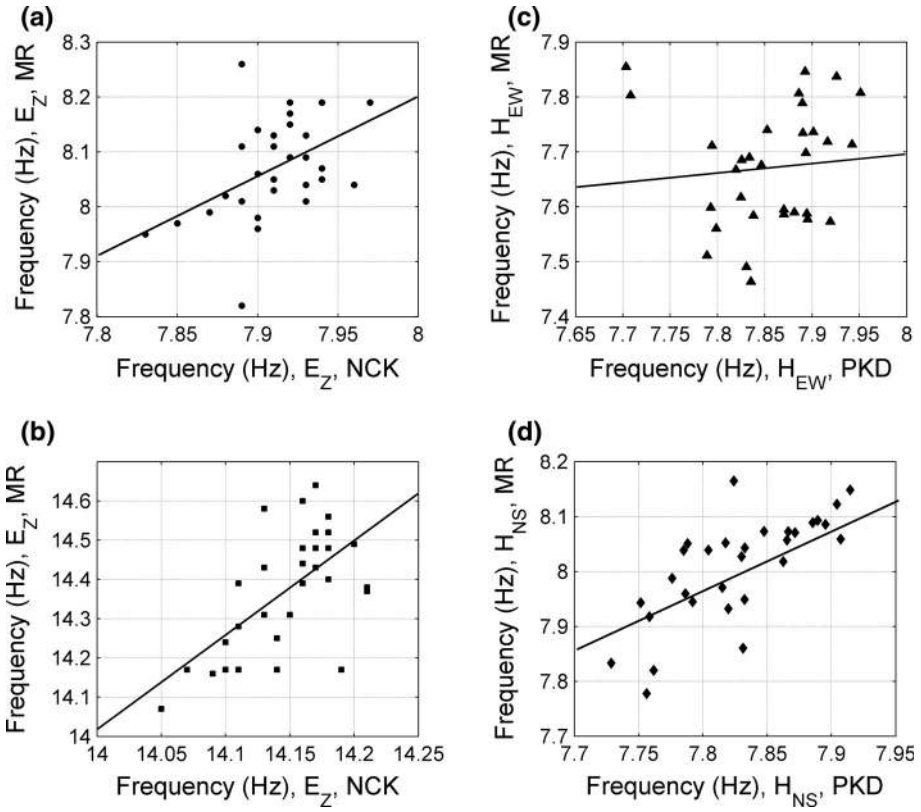 (a)
8.3
8.2
8.1
8
7.9
7.8
7.8 7.85 7.9 7.95 8
Frequency (Hz), E_Z, MR
Frequency (Hz), E_Z, NCK
(c)
7.9
7.8
7.7
7.6
7.5
7.4
7.65 7.7 7.75 7.8 7.85 7.9 7.95 8
Frequency (Hz), H_EW, MR
Frequency (Hz), H_EW, PKD
(b)
14.6
14.5
14.4
14.3
14.2
14.1
14
14 14.05 14.1 14.15 14.2 14.25
Frequency (Hz), E_Z, MR
Frequency (Hz), E_Z, NCK
(d)
8.2
8.1
8
7.9
7.8
7.7
7.7 7.75 7.8 7.85 7.9 7.95
Frequency (Hz), H_NS, MR
Frequency (Hz), H_NS, PKD